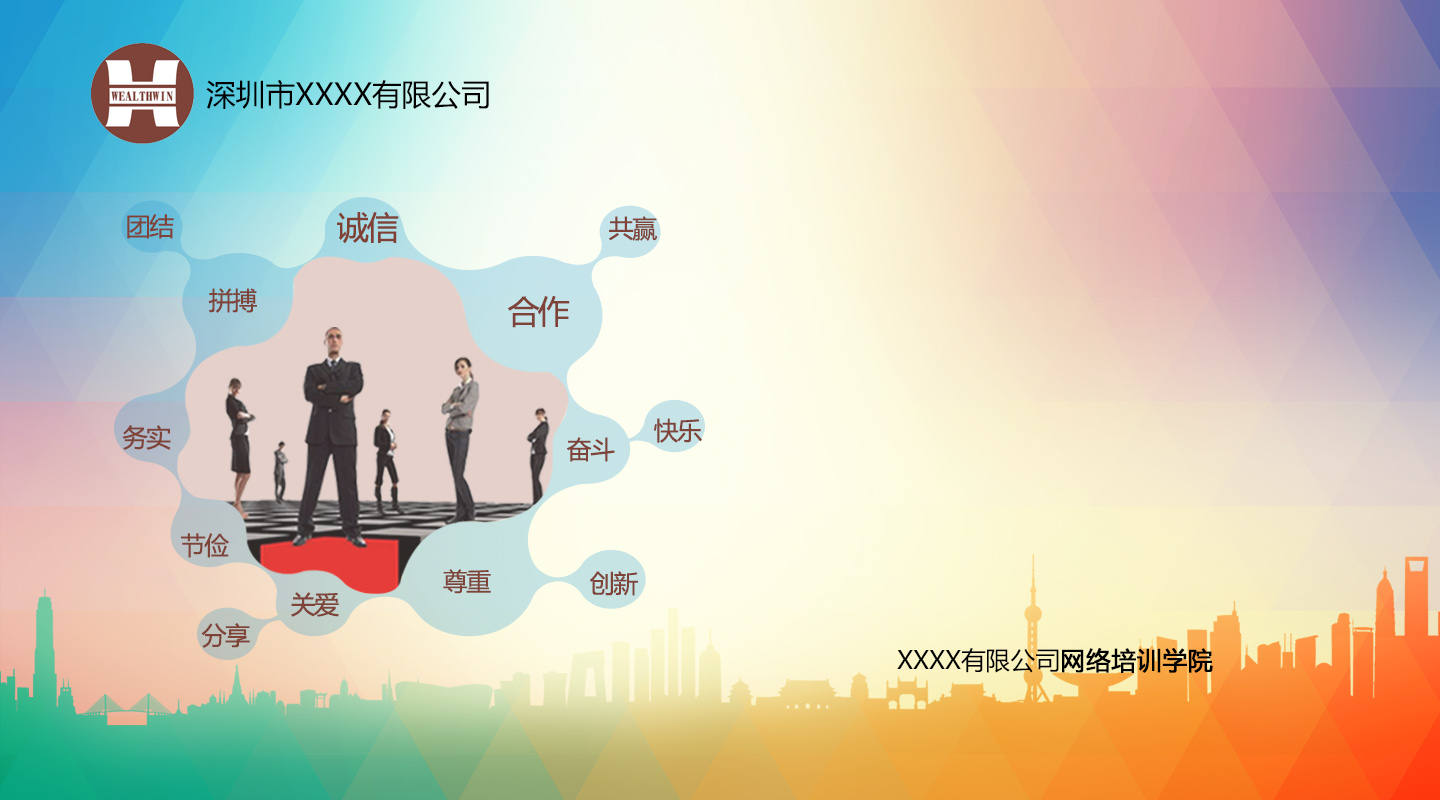 WEALTHWIN
深圳市XXXX有限公司
团结
诚信
共赢
拼搏
合作
务实
奋斗
快乐
节俭
关爱
尊重
创新
分享
XXXX有限公司网络培训学院